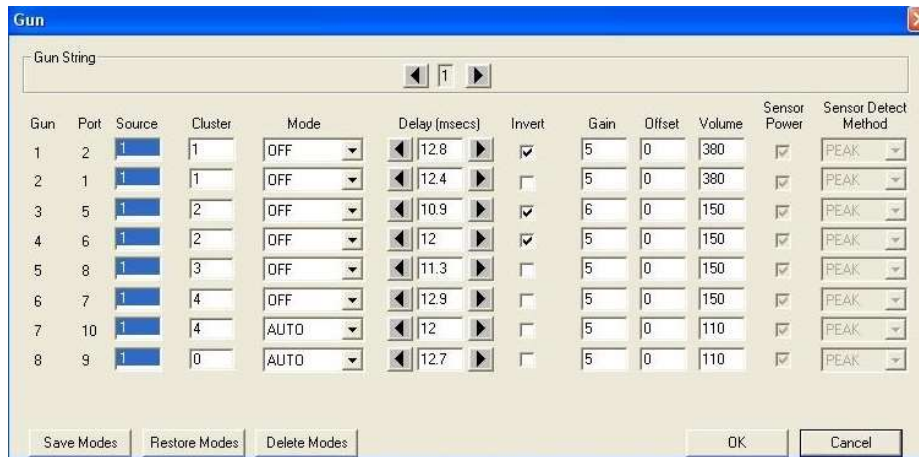 Gun
Gun String
1
Gun Port Source Cluster Mode Delay (msecs) Invert Gain Offset Volume Sensor Power Sensor Detect Method
1 2 1 1 OFF 12.8 5 0 380 PEAK
2 1 1 1 OFF 12.4 5 0 380 PEAK
3 5 1 2 OFF 10.9 6 0 150 PEAK
4 6 1 2 OFF 12 5 0 150 PEAK
5 8 1 3 OFF 11.3 5 0 150 PEAK
6 7 1 4 OFF 12.9 5 0 150 PEAK
7 10 1 4 AUTO 12 5 0 110 PEAK
8 9 1 0 AUTO 12.7 5 0 110 PEAK
Save Modes Restore Modes Delete Modes OK Cancel